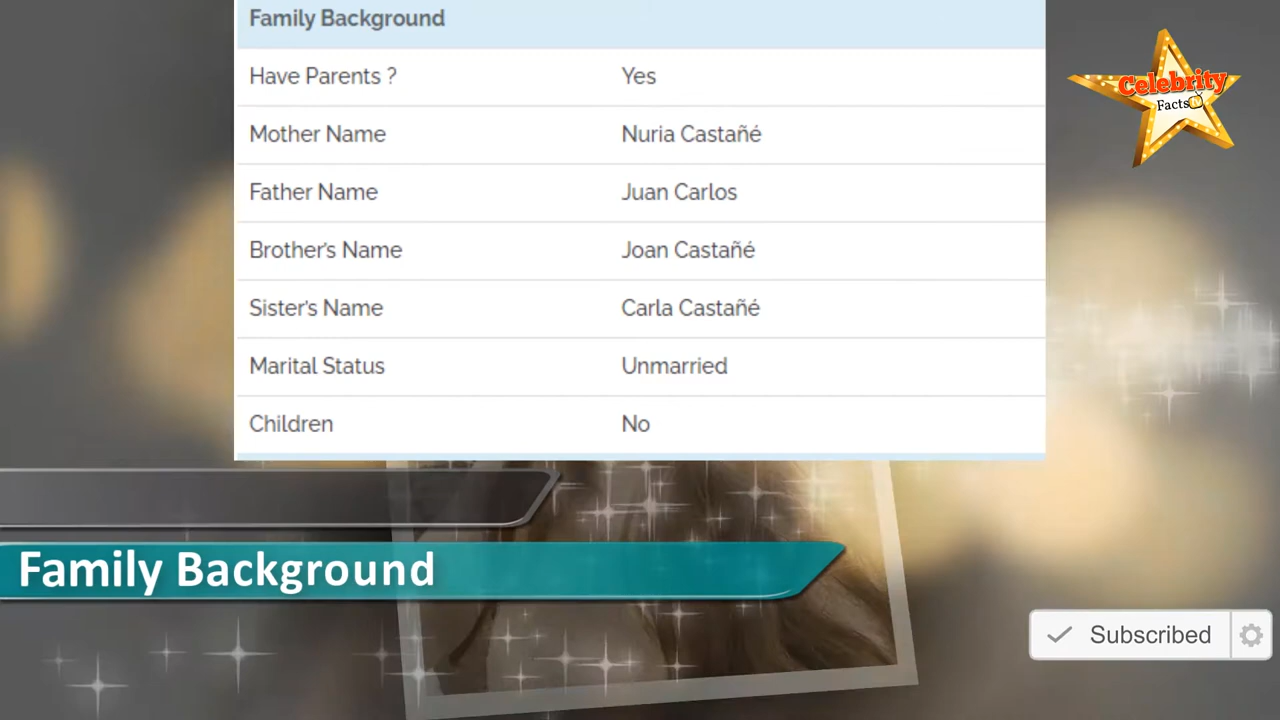 Family Background
Have Parents ? Yes
Mother Name Nuria Castañé
Father Name Juan Carlos
Brother's Name Joan Castañé
Sister's Name Carla Castañé
Marital Status Unmarried
Children No
Celebrity
Facts TV
Family Background
Subscribed